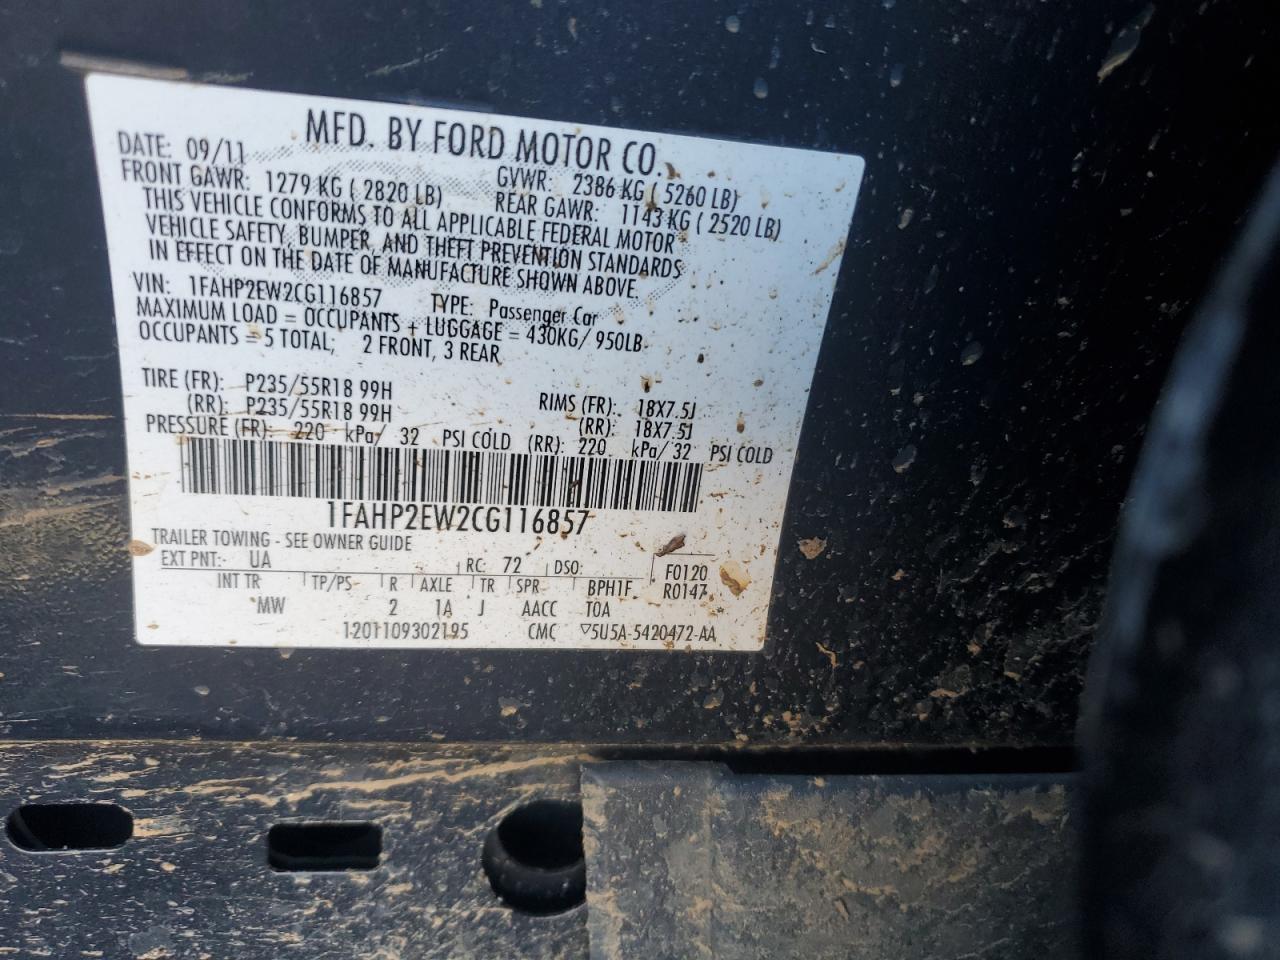 MFD. BY FORD MOTOR CO.
DATE: 09/11 GVWR: 2386 KG ( 5260 LB)
FRONT GAWR: 1279 KG ( 2820 LB) REAR GAWR: 1143 KG ( 2520 LB)
THIS VEHICLE CONFORMS TO ALL APPLICABLE FEDERAL MOTOR
VEHICLE SAFETY, BUMPER, AND THEFT PREVENTION STANDARDS
IN EFFECT ON THE DATE OF MANUFACTURE SHOWN ABOVE.
VIN: 1FAHP2EW2CG116857 TYPE: Passenger Car
MAXIMUM LOAD = OCCUPANTS + LUGGAGE = 430KG/ 950LB
OCCUPANTS = 5 TOTAL; 2 FRONT, 3 REAR
TIRE (FR): P235/55R18 99H RIMS (FR): 18X7.5J
(RR): P235/55R18 99H (RR): 18X7.5J
PRESSURE (FR): 220 kPa/ 32 PSI COLD (RR): 220 kPa/ 32 PSI COLD
1FAHP2EW2CG116857
TRAILER TOWING - SEE OWNER GUIDE
EXT PNT: UA RC: 72 DSO: F0120
INT TR TP/PS R AXLE TR SPR BPH1F R0147
MW 2 1A J AACC T0A
1201109302195 CMC ▽5U5A-5420472-AA